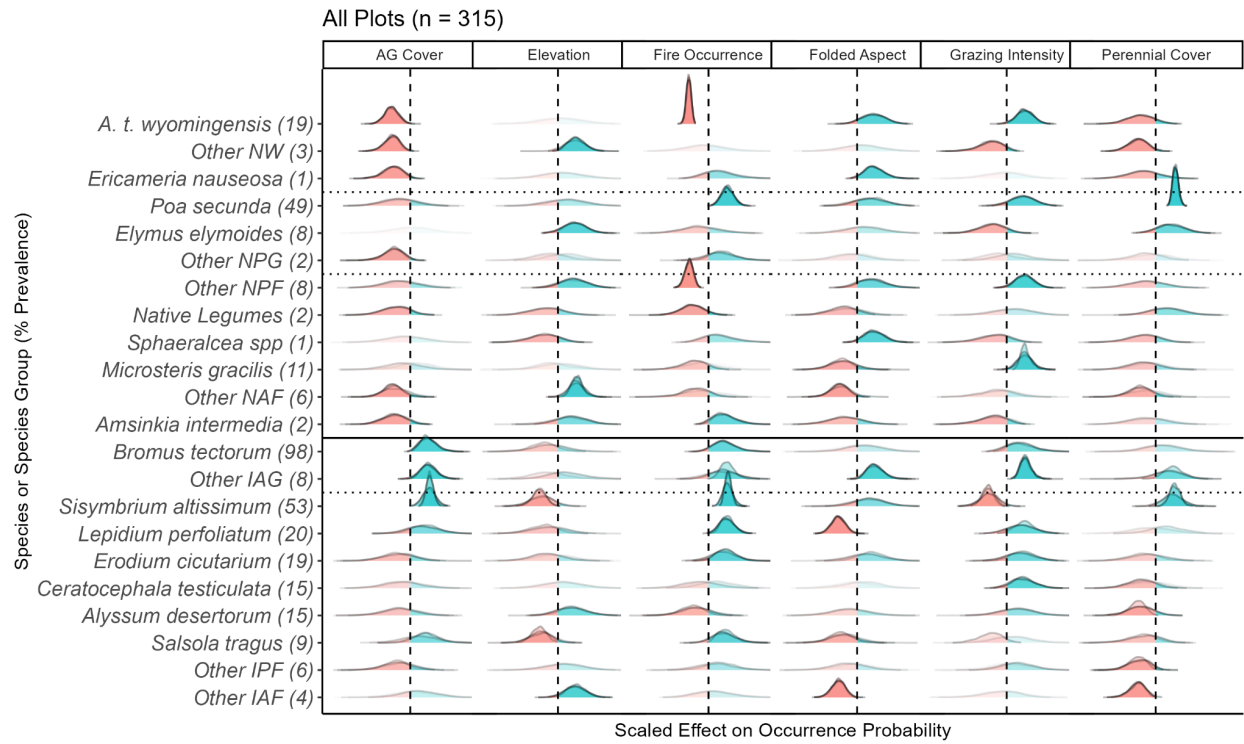 All Plots (n = 315)
AG Cover
Elevation
Fire Occurrence
Folded Aspect
Grazing Intensity
Perennial Cover
Species or Species Group (% Prevalence)
A. t. wyomingensis (19)
Other NW (3)
Ericameria nauseosa (1)
Poa secunda (49)
Elymus elymoides (8)
Other NPG (2)
Other NPF (8)
Native Legumes (2)
Sphaeralcea spp (1)
Microsteris gracilis (11)
Other NAF (6)
Amsinkia intermedia (2)
Bromus tectorum (98)
Other IAG (8)
Sisymbrium altissimum (53)
Lepidium perfoliatum (20)
Erodium cicutarium (19)
Ceratocephala testiculata (15)
Alyssum desertorum (15)
Salsola tragus (9)
Other IPF (6)
Other IAF (4)
Scaled Effect on Occurrence Probability